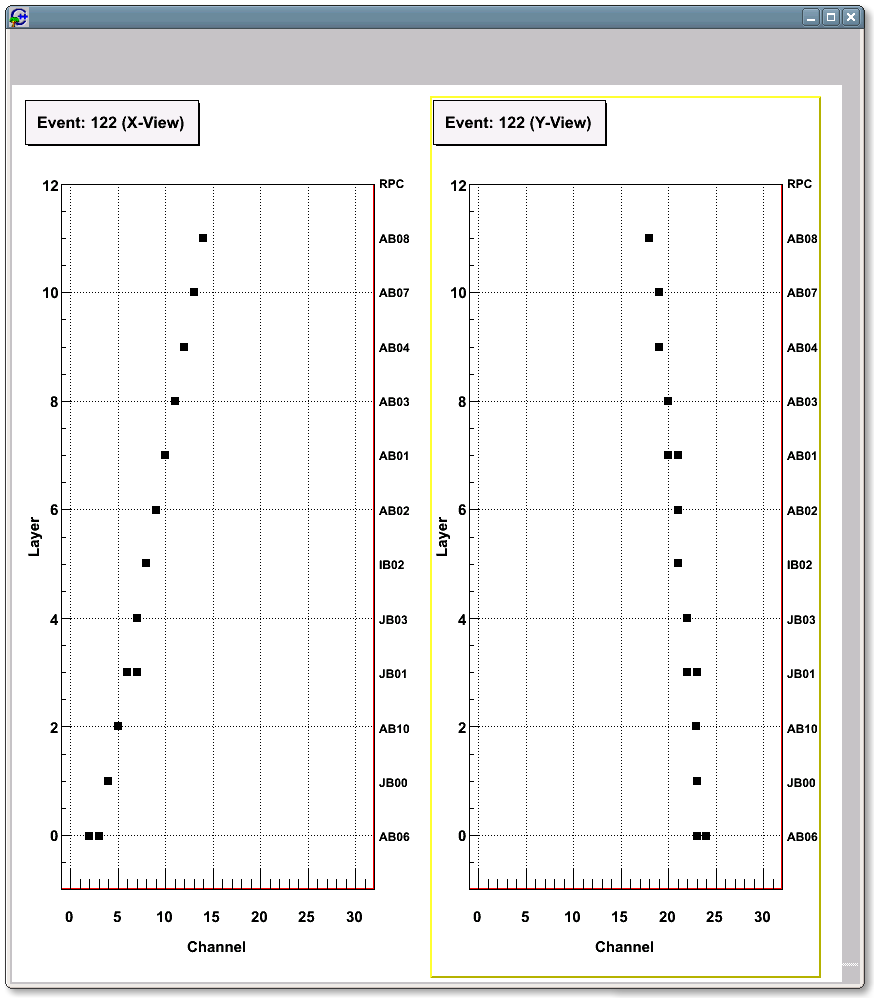 Event: 122 (X-View)
12
RPC
AB08
10
AB07
AB04
8
AB03
AB01
6
AB02
Layer
IB02
4
JB03
JB01
2
AB10
JB00
0
AB06
0 5 10 15 20 25 30
Channel
Event: 122 (Y-View)
12
RPC
AB08
10
AB07
AB04
8
AB03
AB01
6
AB02
Layer
IB02
4
JB03
JB01
2
AB10
JB00
0
AB06
0 5 10 15 20 25 30
Channel